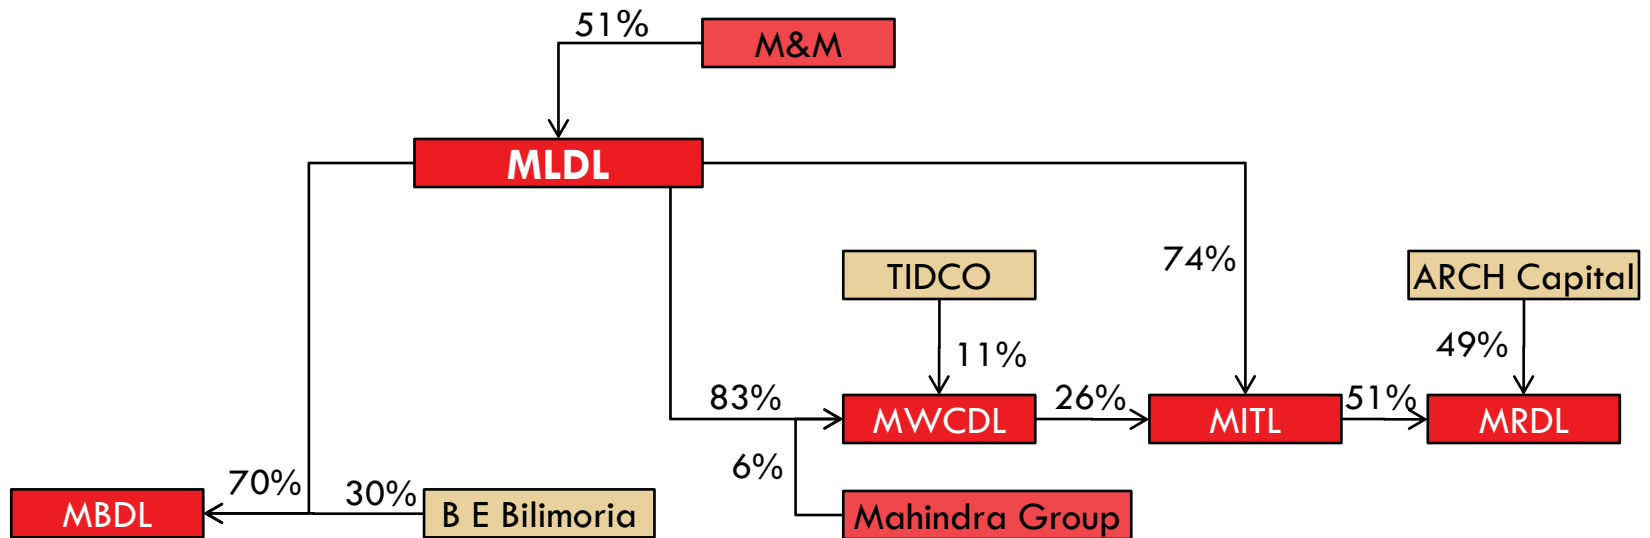 51%
M&M
MLDL
TIDCO
74%
ARCH Capital
11%
49%
83%
MWCDL
26%
MITL
51%
MRDL
6%
70%
30%
MBDL
B E Bilimoria
Mahindra Group